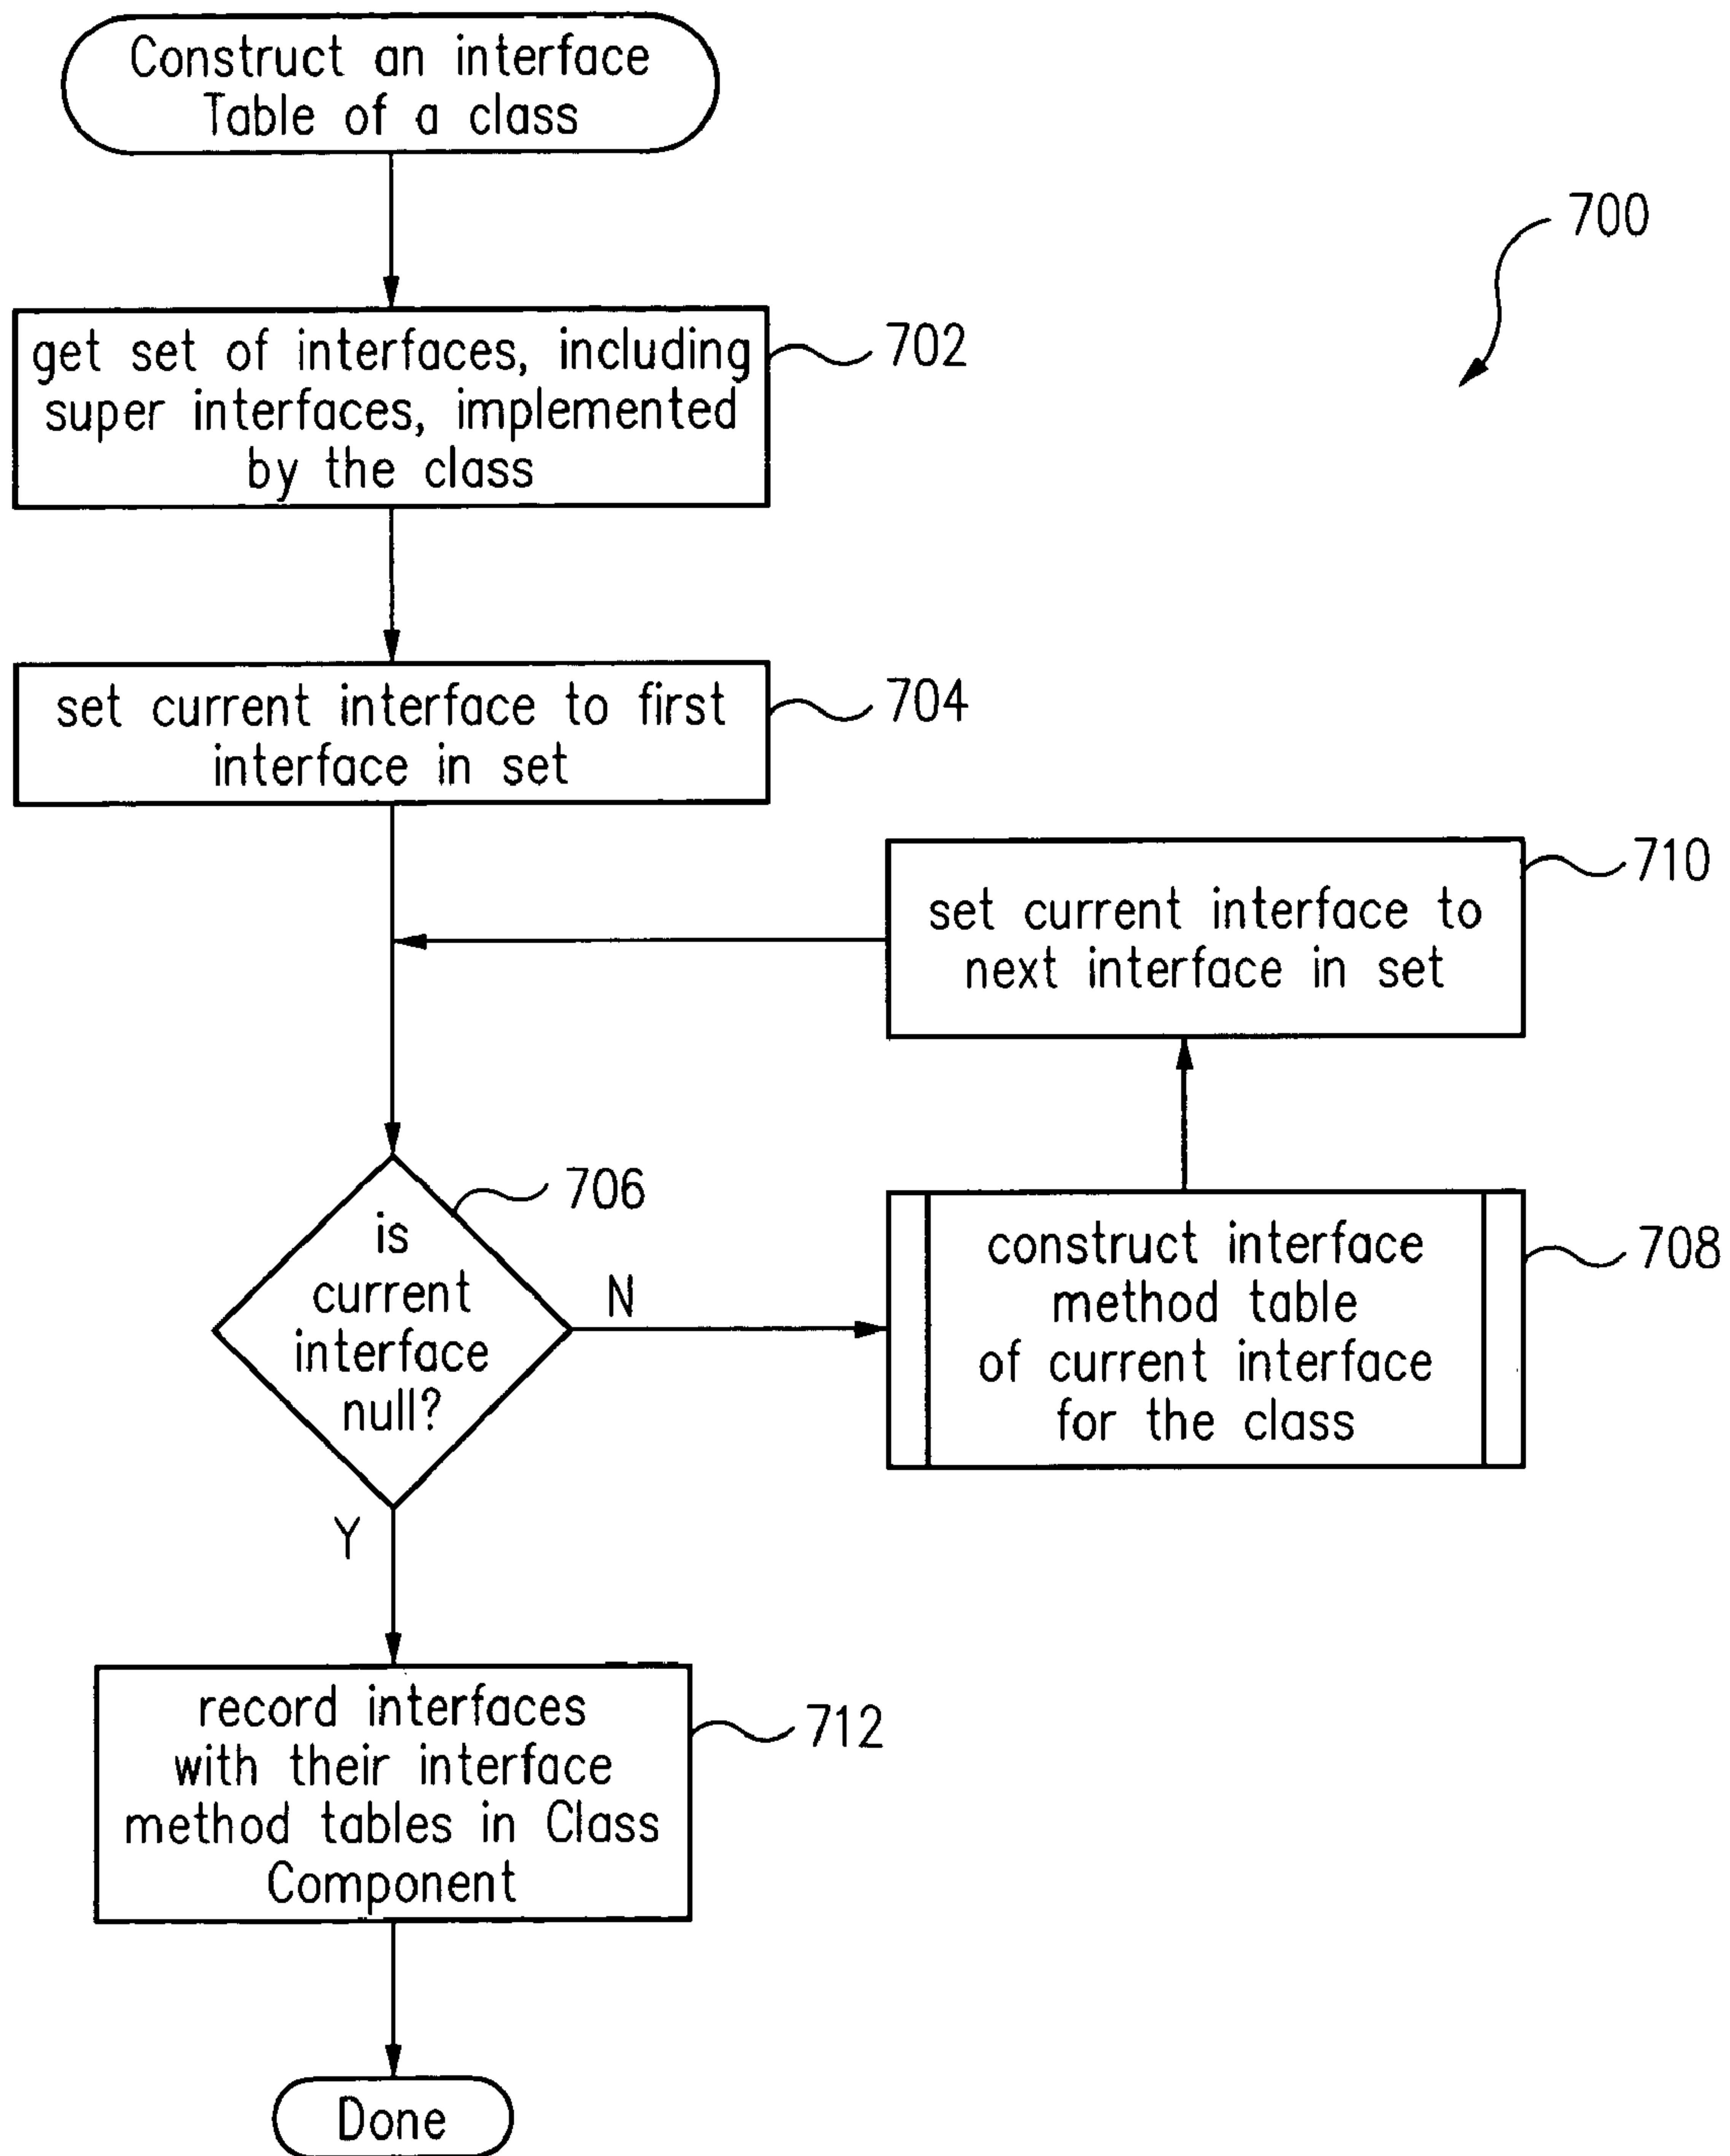 Construct an interface
Table of a class
700
get set of interfaces, including
super interfaces, implemented
by the class
702
set current interface to first
interface in set
704
set current interface to
next interface in set
710
is
current
interface
null?
706
N
construct interface
method table
of current interface
for the class
708
Y
record interfaces
with their interface
method tables in Class
Component
712
Done